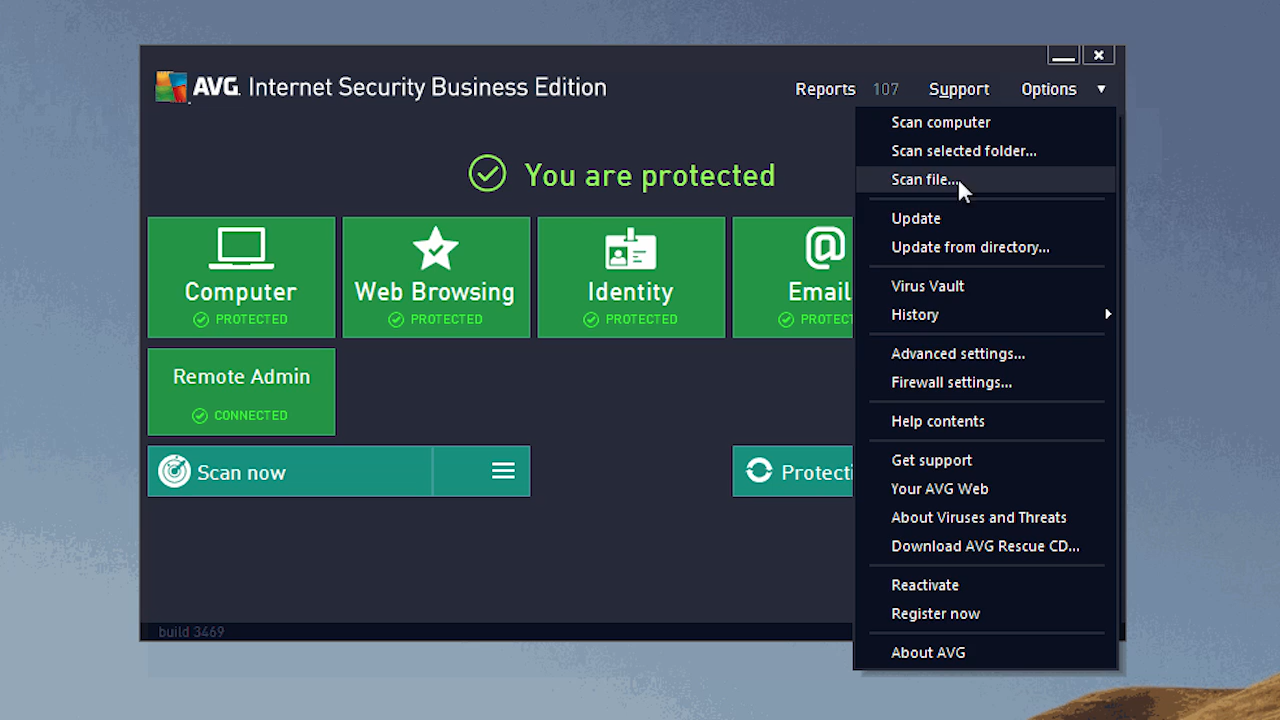 AVG. Internet Security Business Edition
Reports 107 Support Options
You are protected
Computer
PROTECTED
Web Browsing
PROTECTED
Identity
PROTECTED
Email
Remote Admin
CONNECTED
Scan now
build 3469
Scan computer
Scan selected folder...
Scan file...
Update
Update from directory...
Virus Vault
History
Advanced settings...
Firewall settings...
Help contents
Get support
Your AVG Web
About Viruses and Threats
Download AVG Rescue CD...
Reactivate
Register now
About AVG